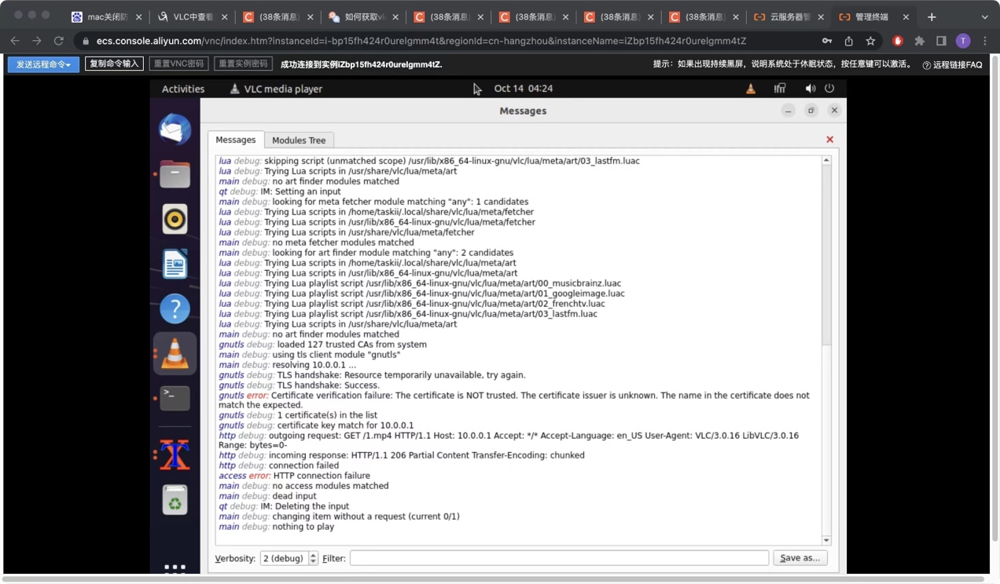 mac关闭防
VLC中查看
(38条消息)
如何获取vl
(38条消息)
(38条消息)
(38条消息)
(38条消息)
云服务器管
管理终端
ecs.console.aliyun.com/vnc/index.htm?instanceId=i-bp15fh424r0urelgmm4t&regionId=cn-hangzhou&instanceName=iZbp15fh424r0urelgmm4tZ
T
发送远程命令 复制命令输入 重置VNC密码 重置实例密码 成功连接到实例iZbp15fh424r0urelgmm4tZ. 提示：如果出现持续黑屏，说明系统处于休眠状态，按任意键可以激活。 远程链接FAQ
Activities VLC media player Oct 14 04:24
Messages
Messages Modules Tree
lua debug: skipping script (unmatched scope) /usr/lib/x86_64-linux-gnu/vlc/lua/meta/art/03_lastfm.luac
lua debug: Trying Lua scripts in /usr/share/vlc/lua/meta/art
main debug: no art finder modules matched
qt debug: IM: Setting an input
main debug: looking for meta fetcher module matching "any": 1 candidates
lua debug: Trying Lua scripts in /home/taskii/.local/share/vlc/lua/meta/fetcher
lua debug: Trying Lua scripts in /usr/lib/x86_64-linux-gnu/vlc/lua/meta/fetcher
lua debug: Trying Lua scripts in /usr/share/vlc/lua/meta/fetcher
main debug: no meta fetcher modules matched
main debug: looking for art finder module matching "any": 2 candidates
lua debug: Trying Lua scripts in /home/taskii/.local/share/vlc/lua/meta/art
lua debug: Trying Lua scripts in /usr/lib/x86_64-linux-gnu/vlc/lua/meta/art
lua debug: Trying Lua playlist script /usr/lib/x86_64-linux-gnu/vlc/lua/meta/art/00_musicbrainz.luac
lua debug: Trying Lua playlist script /usr/lib/x86_64-linux-gnu/vlc/lua/meta/art/01_googleimage.luac
lua debug: Trying Lua playlist script /usr/lib/x86_64-linux-gnu/vlc/lua/meta/art/02_frenchtv.luac
lua debug: Trying Lua playlist script /usr/lib/x86_64-linux-gnu/vlc/lua/meta/art/03_lastfm.luac
lua debug: Trying Lua scripts in /usr/share/vlc/lua/meta/art
main debug: no art finder modules matched
gnutls debug: loaded 127 trusted CAs from system
main debug: using tls client module "gnutls"
main debug: resolving 10.0.0.1 ...
gnutls debug: TLS handshake: Resource temporarily unavailable, try again.
gnutls debug: TLS handshake: Success.
gnutls error: Certificate verification failure: The certificate is NOT trusted. The certificate issuer is unknown. The name in the certificate does not
match the expected.
gnutls debug: 1 certificate(s) in the list
gnutls debug: certificate key match for 10.0.0.1
http debug: outgoing request: GET /1.mp4 HTTP/1.1 Host: 10.0.0.1 Accept: */* Accept-Language: en_US User-Agent: VLC/3.0.16 LibVLC/3.0.16
Range: bytes=0-
http debug: incoming response: HTTP/1.1 206 Partial Content Transfer-Encoding: chunked
http debug: connection failed
access error: HTTP connection failure
main debug: no access modules matched
main debug: dead input
qt debug: IM: Deleting the input
main debug: changing item without a request (current 0/1)
main debug: nothing to play
Verbosity: 2 (debug) Filter: Save as...